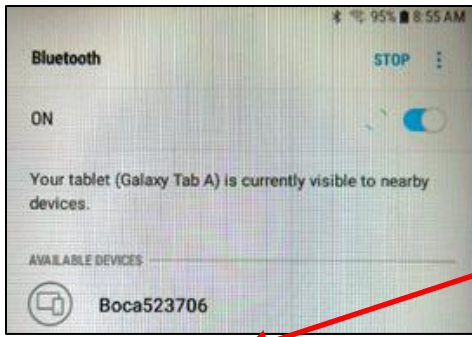 95% 8:55 AM
Bluetooth STOP
ON
Your tablet (Galaxy Tab A) is currently visible to nearby
devices.
AVAILABLE DEVICES
Boca523706